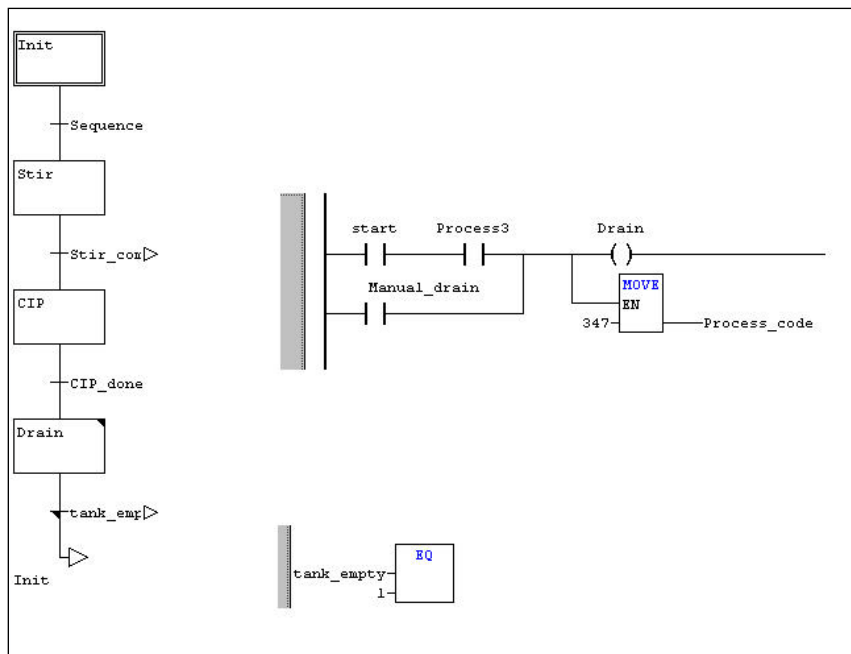 Init
Sequence
Stir
Stir_com
CIP
CIP_done
Drain
tank_emp
Init
start Process3 Drain
Manual_drain
MOVE
EN
347 Process_code
EQ
tank_empty
1